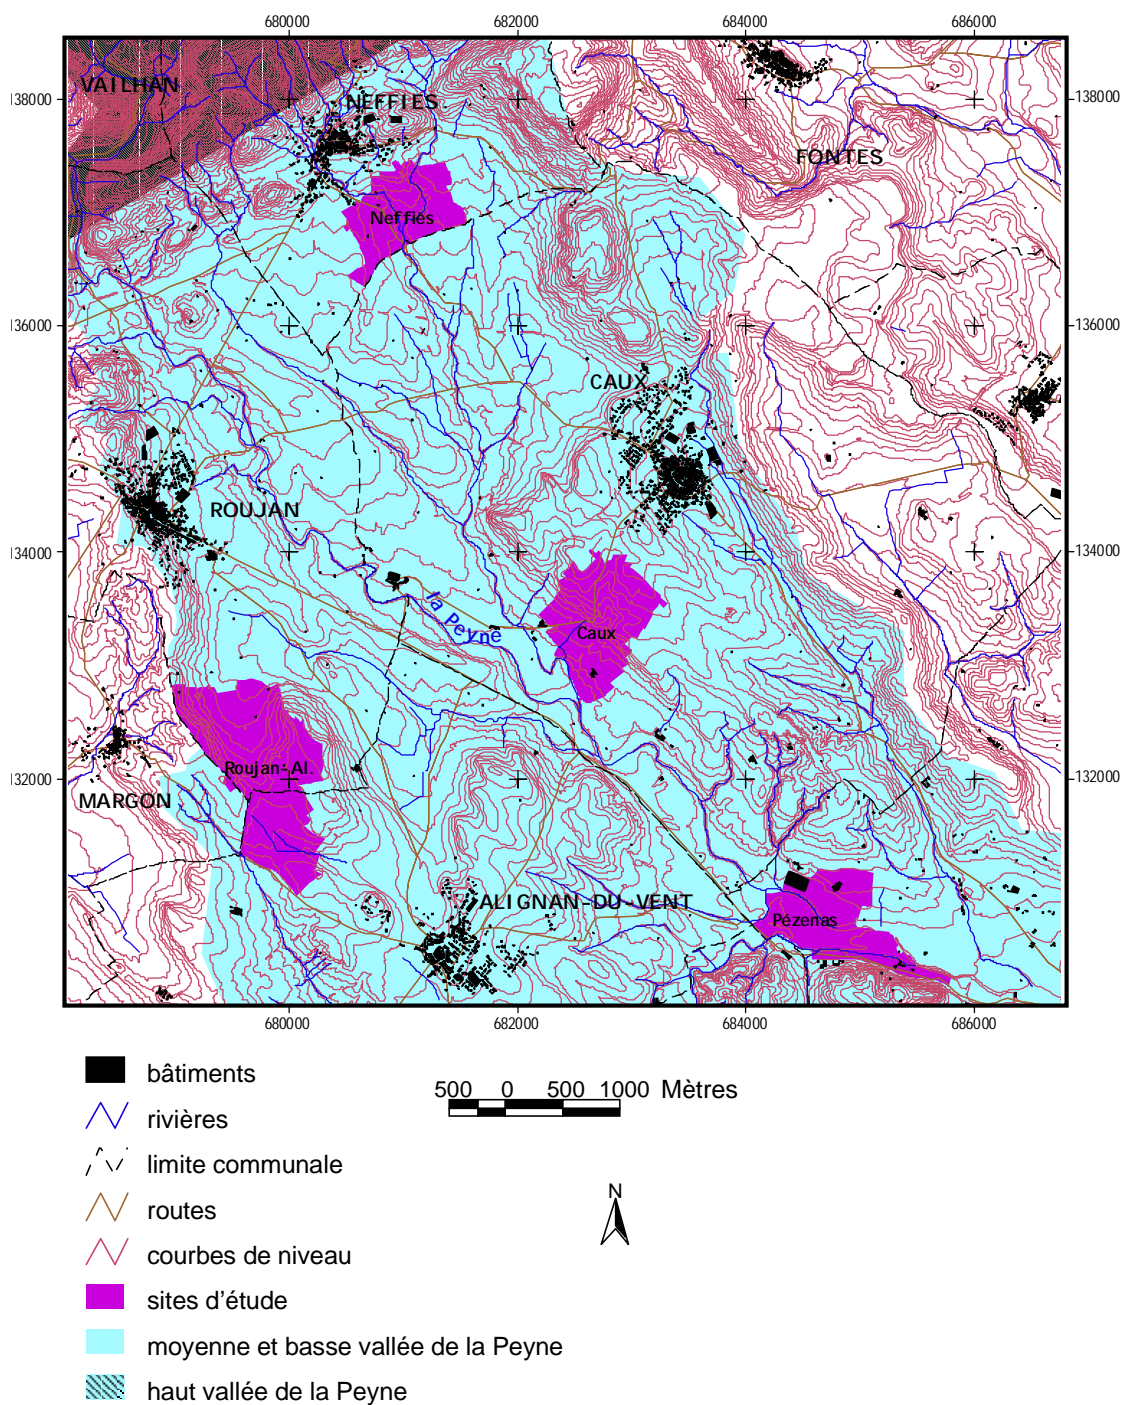 680000 682000 684000 686000
138000 138000
VAILHAN
NEFFIES
FONTES
Neffiès
136000 136000
CAUX
ROUJAN
134000 134000
la Peyne
Caux
Roujan-Al.
132000 132000
MARGON
ALIGNAN-DU-VENT
Pézenas
680000 682000 684000 686000
bâtiments
500 0 500 1000 Mètres
rivières
limite communale
N
routes
courbes de niveau
sites d'étude
moyenne et basse vallée de la Peyne
haut vallée de la Peyne